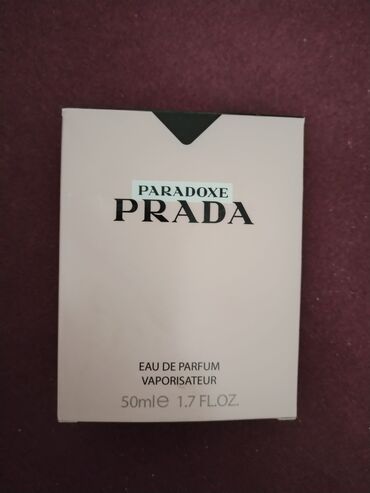 PARADOXE
PRADA
EAU DE PARFUM
VAPORISATEUR
50ml℮ 1.7 FL.OZ.